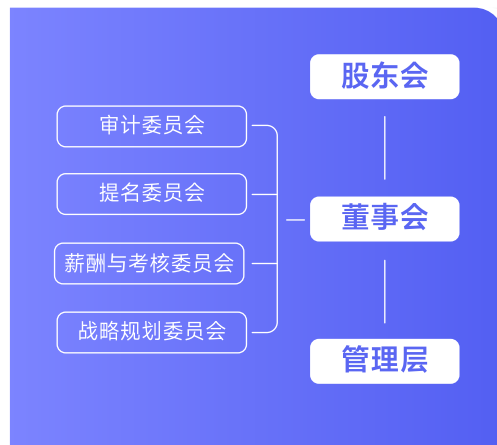 股东会
审计委员会
提名委员会
董事会
薪酬与考核委员会
战略规划委员会
管理层